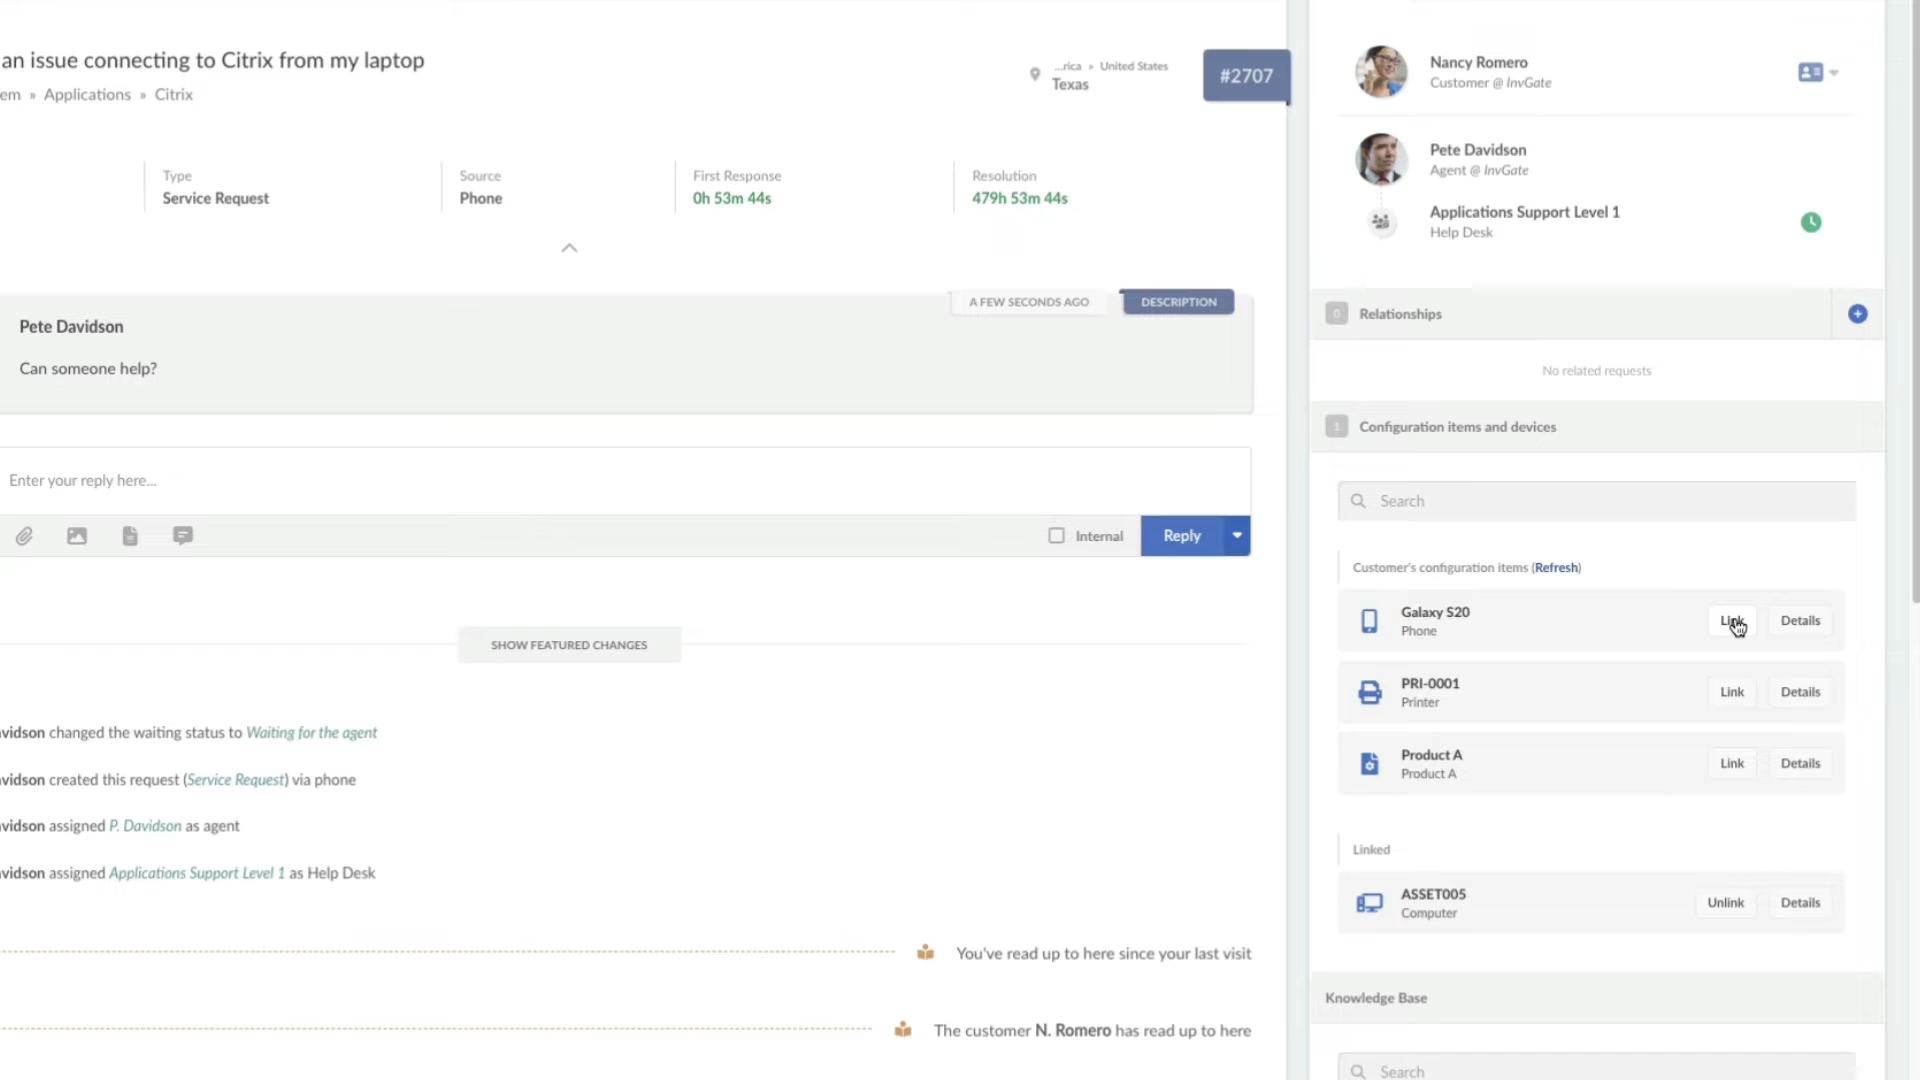 an issue connecting to Citrix from my laptop
em » Applications » Citrix
...rica » United States
Texas
#2707
Type
Service Request
Source
Phone
First Response
0h 53m 44s
Resolution
479h 53m 44s
A FEW SECONDS AGO
DESCRIPTION
Pete Davidson
Can someone help?
Enter your reply here...
Internal
Reply
SHOW FEATURED CHANGES
vidson changed the waiting status to Waiting for the agent
vidson created this request (Service Request) via phone
vidson assigned P. Davidson as agent
vidson assigned Applications Support Level 1 as Help Desk
You've read up to here since your last visit
The customer N. Romero has read up to here
Nancy Romero
Customer @ InvGate
Pete Davidson
Agent @ InvGate
Applications Support Level 1
Help Desk
0 Relationships
No related requests
1 Configuration items and devices
Search
Customer's configuration items (Refresh)
Galaxy S20
Phone
Link Details
PRI-0001
Printer
Link Details
Product A
Product A
Link Details
Linked
ASSET005
Computer
Unlink Details
Knowledge Base
Search